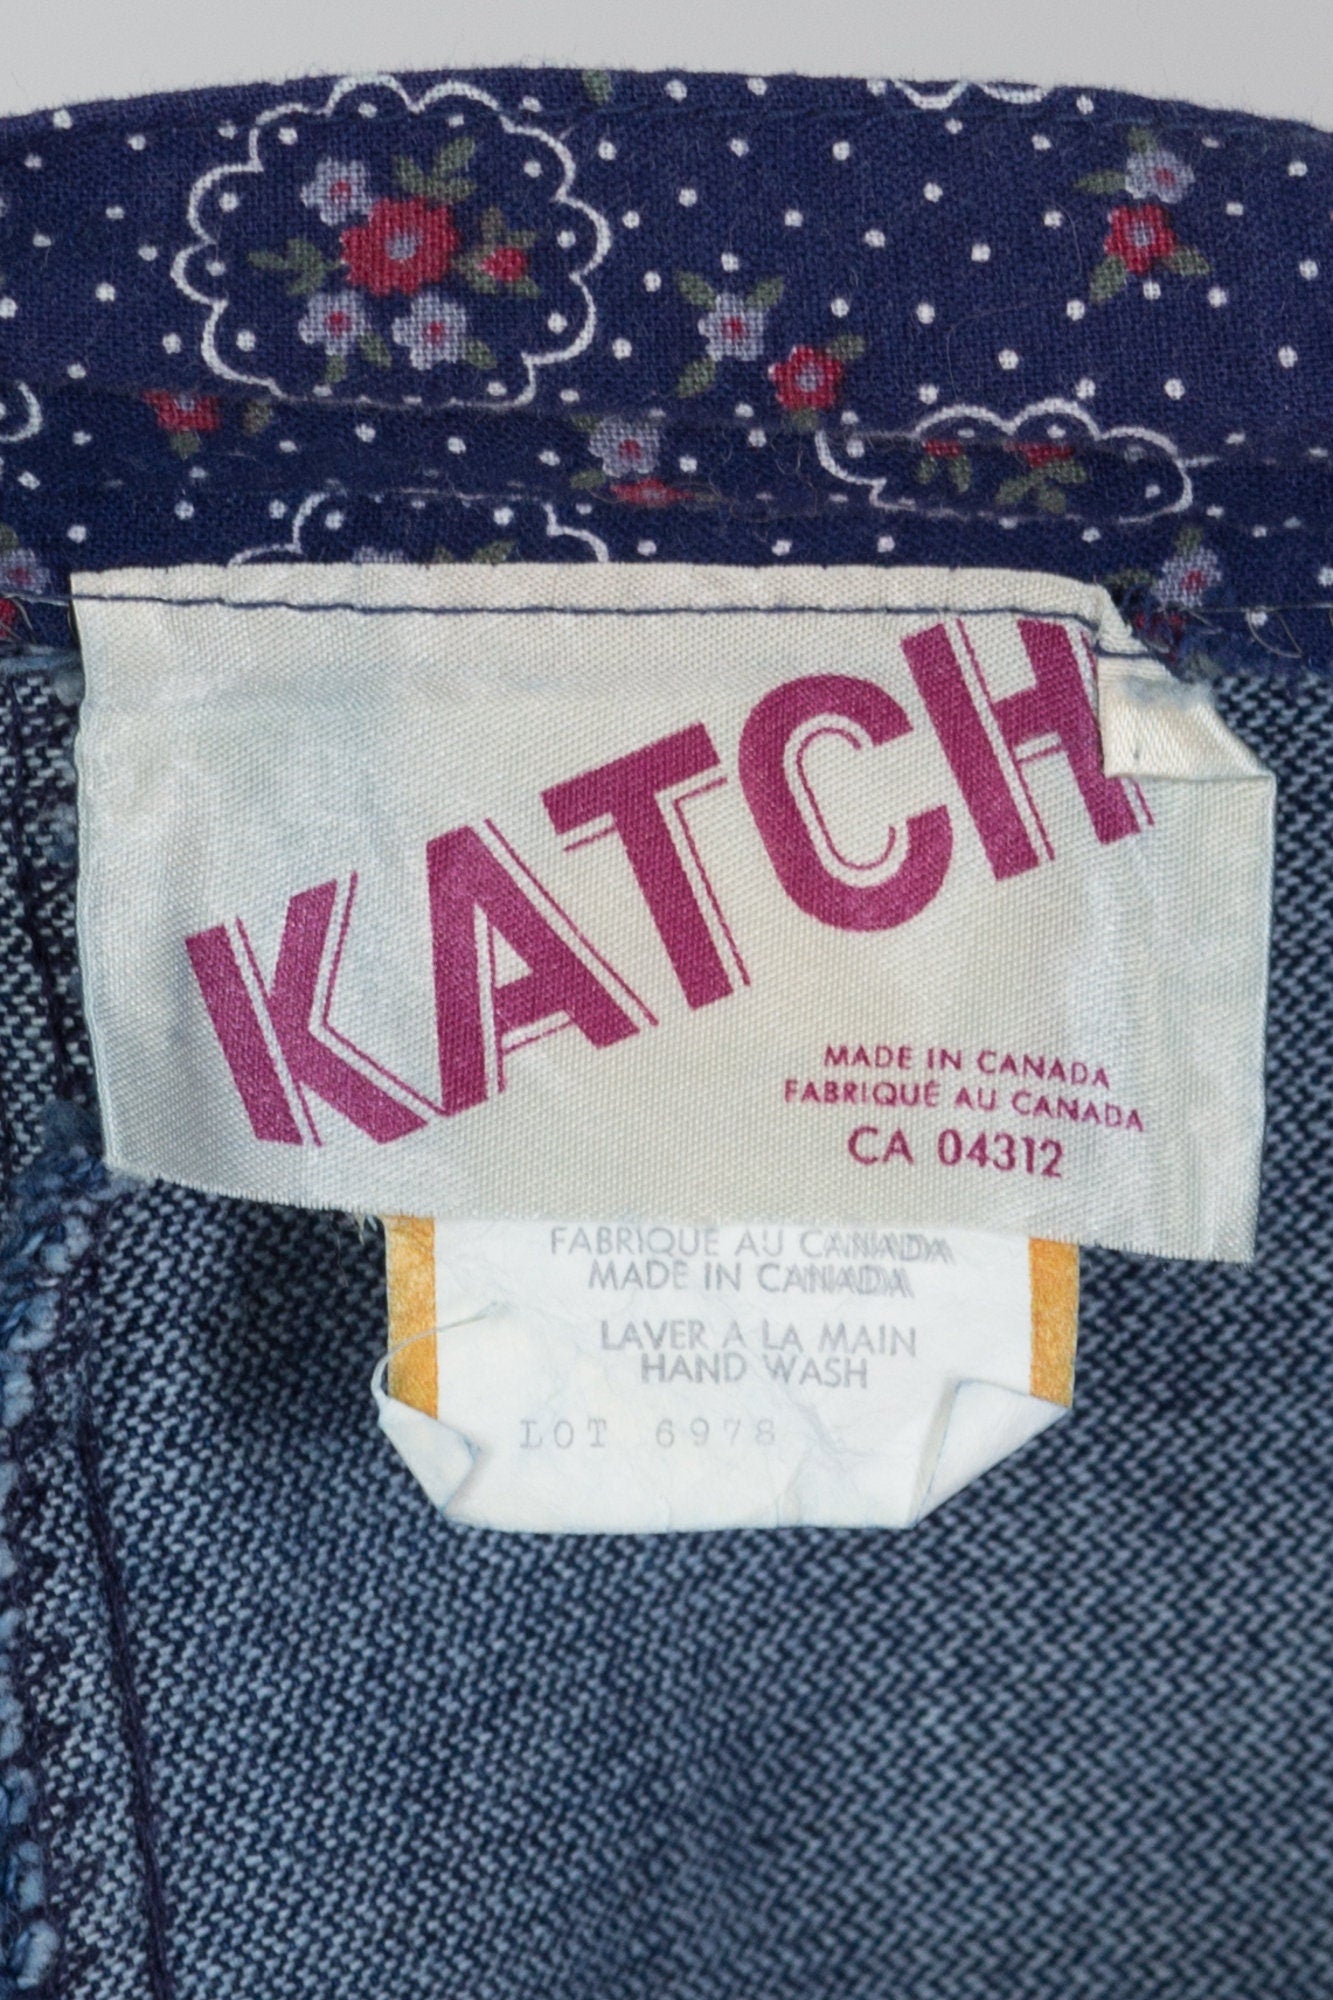 KATCH
MADE IN CANADA
FABRIQUÉ AU CANADA
CA 04312
FABRIQUE AU CANADA
MADE IN CANADA
LAVER A LA MAIN
HAND WASH
LOT 6978